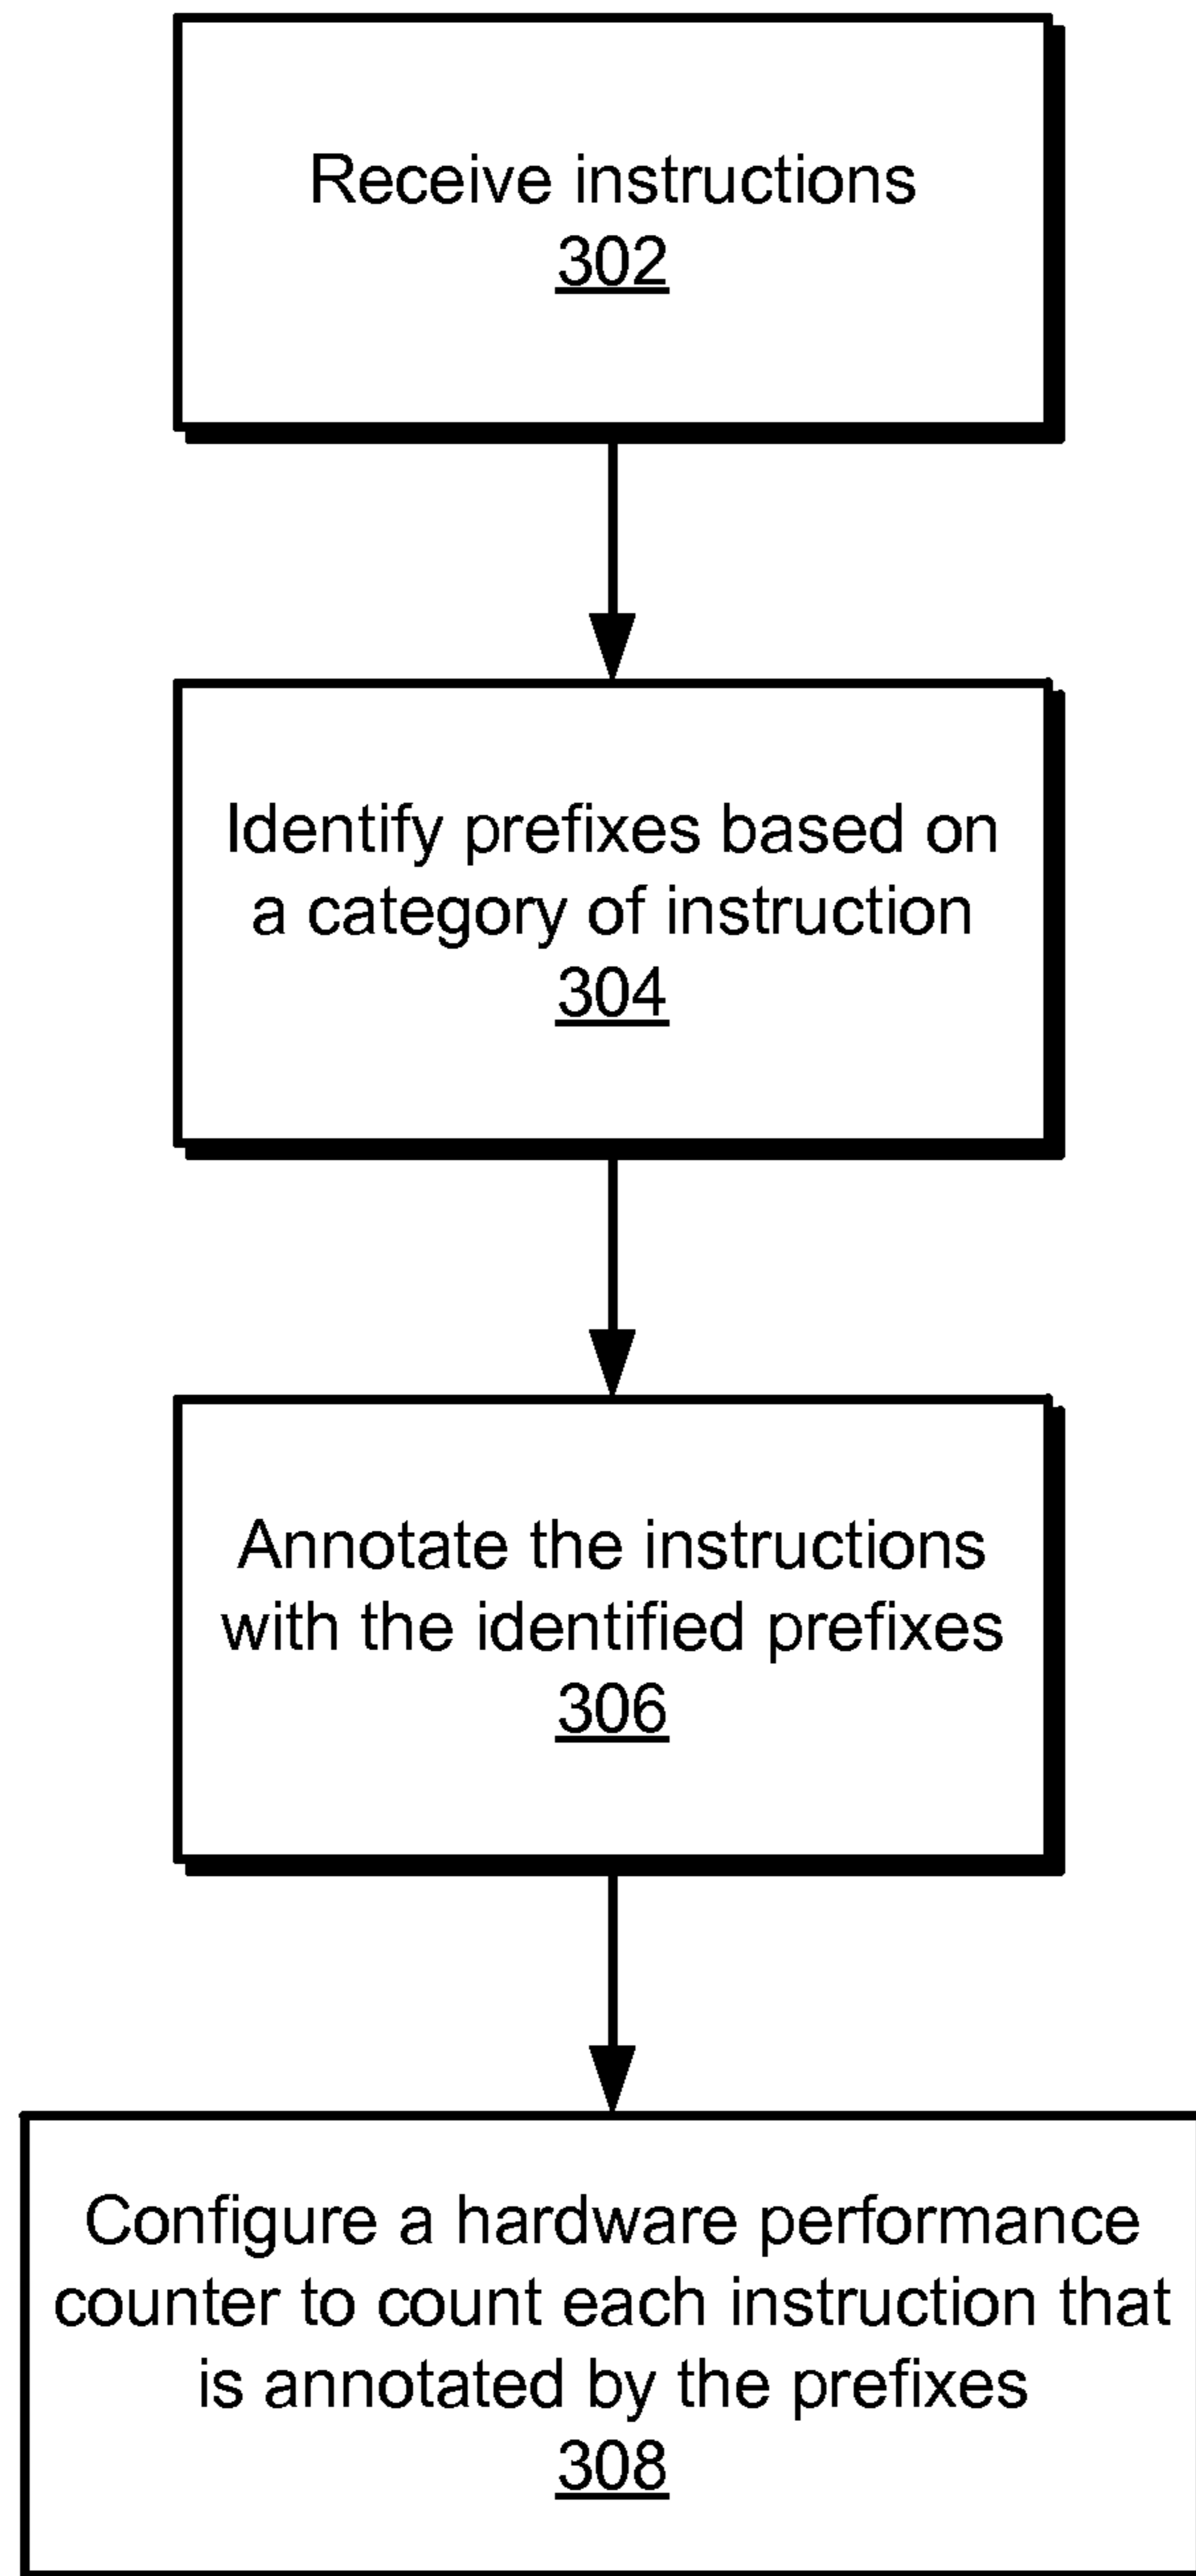 Receive instructions
302
Identify prefixes based on
a category of instruction
304
Annotate the instructions
with the identified prefixes
306
Configure a hardware performance
counter to count each instruction that
is annotated by the prefixes
308